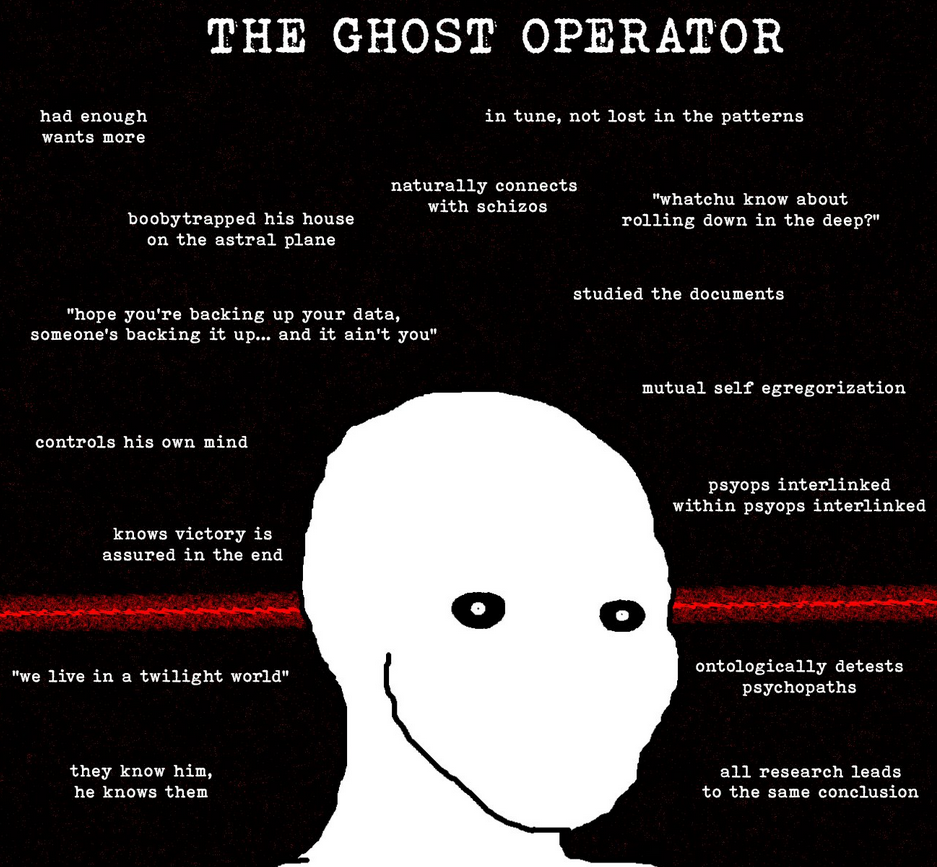 THE GHOST OPERATOR
had enough
wants more
in tune, not lost in the patterns
naturally connects
with schizos
"whatchu know about
rolling down in the deep?"
boobytrapped his house
on the astral plane
studied the documents
"hope you're backing up your data,
someone's backing it up... and it ain't you"
mutual self egregorization
controls his own mind
psyops interlinked
within psyops interlinked
knows victory is
assured in the end
"we live in a twilight world"
ontologically detests
psychopaths
they know him,
he knows them
all research leads
to the same conclusion